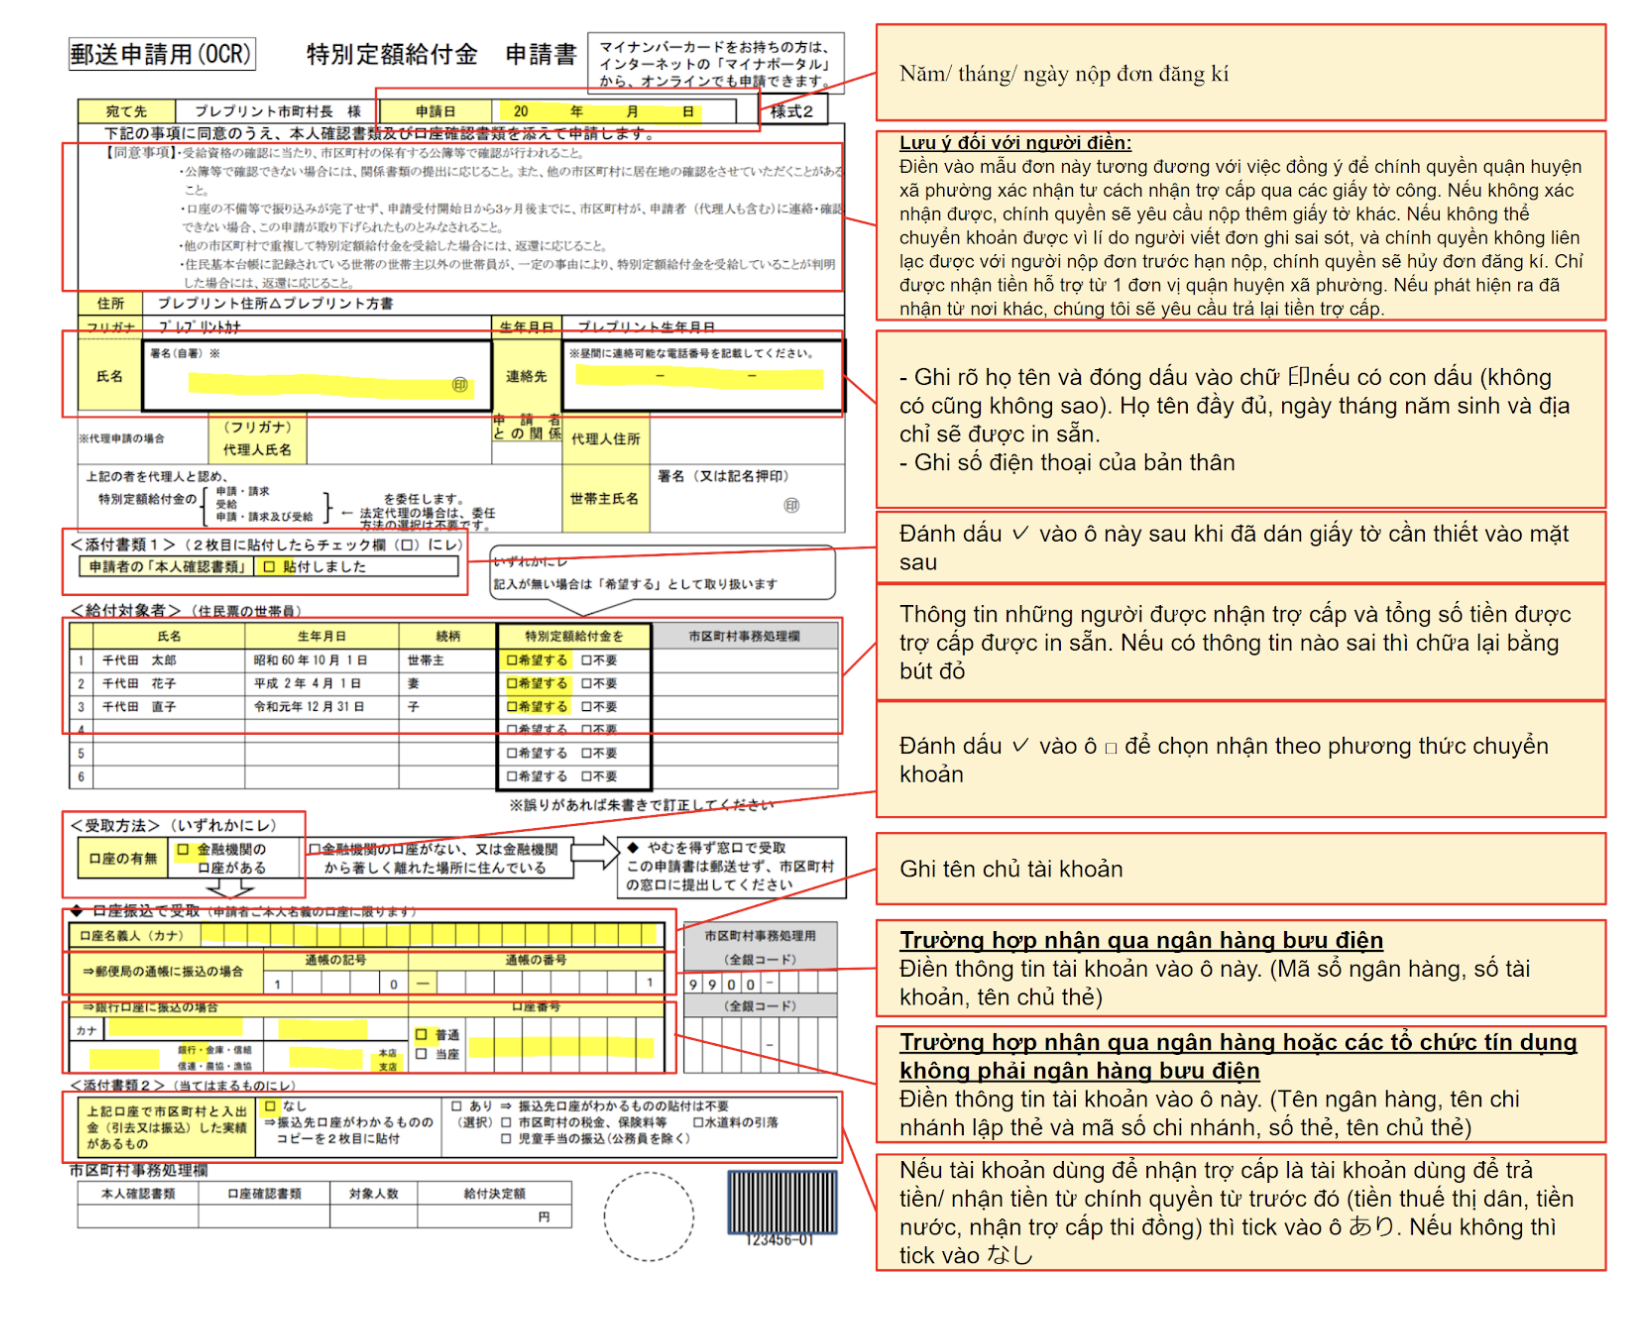 郵送申請用(OCR)
特別定額給付金　申請書
マイナンバーカードをお持ちの方は、
インターネットの「マイナポータル」
から、オンラインでも申請できます。
宛て先　プレプリント市町村長　様　申請日　20　年　月　日　様式2
下記の事項に同意のうえ、本人確認書類及び口座確認書類を添えて申請します。
【同意事項】・受給資格の確認に当たり、市区町村の保有する公簿等で確認が行われること。
・公簿等で確認できない場合には、関係書類の提出に応じること。また、他の市区町村に居住地の確認をさせていただくことがある
こと。
・口座の不備等で振り込みが完了せず、申請受付開始日から3ヶ月後までに、市区町村が、申請者（代理人も含む）に連絡・確認
できない場合、この申請が取り下げられたものとみなされること。
・他の市区町村で重複して特別定額給付金を受給した場合には、返還に応じること。
・住民基本台帳に記録されている世帯の世帯主以外の世帯員が、一定の事由により、特別定額給付金を受給していることが判明
した場合には、返還に応じること。
住所　プレプリント住所△プレプリント方書
フリガナ　プレプリントカナ　生年月日　プレプリント生年月日
氏名　署名(自署) ※　㊞　連絡先　※昼間に連絡可能な電話番号を記載してください。
－　－
※代理申請の場合　（フリガナ）　代理人氏名　申請者との関係　代理人住所
上記の者を代理人と認め、
特別定額給付金の
申請・請求
受給
申請・請求及び受給
を委任します。
← 法定代理の場合は、委任
方法の選択は不要です。
世帯主氏名　署名（又は記名押印）　㊞
＜添付書類１＞（２枚目に貼付したらチェック欄（□）にレ）
申請者の「本人確認書類」　□ 貼付しました
いずれかにレ
記入が無い場合は「希望する」として取り扱います
＜給付対象者＞（住民票の世帯員）
氏名　生年月日　続柄　特別定額給付金を　市区町村事務処理欄
1　千代田　太郎　昭和 60 年 10 月 1 日　世帯主　□希望する　□不要
2　千代田　花子　平成 2 年 4 月 1 日　妻　□希望する　□不要
3　千代田　直子　令和元年 12 月 31 日　子　□希望する　□不要
4　□希望する　□不要
5　□希望する　□不要
6　□希望する　□不要
※誤りがあれば朱書きで訂正してください
＜受取方法＞（いずれかにレ）
口座の有無　□ 金融機関の
口座がある
□金融機関の口座がない、又は金融機関
から著しく離れた場所に住んでいる
◆ やむを得ず窓口で受取
この申請書は郵送せず、市区町村
の窓口に提出してください
◆ 口座振込で受取（申請者ご本人名義の口座に限ります）
口座名義人（カナ）　市区町村事務処理用
⇒郵便局の通帳に振込の場合　通帳の記号　通帳の番号　（全銀コード）
1　0　―　1　9 9 0 0 -
⇒銀行口座に振込の場合　口座番号　（全銀コード）
カナ　□ 普通
銀行・金庫・信組　本店　□ 当座　-
信連・農協・漁協　支店
＜添付書類２＞（当てはまるものにレ）
上記口座で市区町村と入出
金（引去又は振込）した実績
があるもの
□ なし
⇒振込先口座がわかるものの
コピーを２枚目に貼付
□ あり ⇒ 振込先口座がわかるものの貼付は不要
（選択）□ 市区町村の税金、保険料等　□水道料の引落
□ 児童手当の振込(公務員を除く)
市区町村事務処理欄
本人確認書類　口座確認書類　対象人数　給付決定額
円
123456-01
Năm/ tháng/ ngày nộp đơn đăng kí
Lưu ý đối với người điền:
Điền vào mẫu đơn này tương đương với việc đồng ý để chính quyền quận huyện
xã phường xác nhận tư cách nhận trợ cấp qua các giấy tờ công. Nếu không xác
nhận được, chính quyền sẽ yêu cầu nộp thêm giấy tờ khác. Nếu không thể
chuyển khoản được vì lí do người viết đơn ghi sai sót, và chính quyền không liên
lạc được với người nộp đơn trước hạn nộp, chính quyền sẽ hủy đơn đăng kí. Chỉ
được nhận tiền hỗ trợ từ 1 đơn vị quận huyện xã phường. Nếu phát hiện ra đã
nhận từ nơi khác, chúng tôi sẽ yêu cầu trả lại tiền trợ cấp.
- Ghi rõ họ tên và đóng dấu vào chữ 印nếu có con dấu (không
có cũng không sao). Họ tên đầy đủ, ngày tháng năm sinh và địa
chỉ sẽ được in sẵn.
- Ghi số điện thoại của bản thân
Đánh dấu ✓ vào ô này sau khi đã dán giấy tờ cần thiết vào mặt
sau
Thông tin những người được nhận trợ cấp và tổng số tiền được
trợ cấp được in sẵn. Nếu có thông tin nào sai thì chữa lại bằng
bút đỏ
Đánh dấu ✓ vào ô □ để chọn nhận theo phương thức chuyển
khoản
Ghi tên chủ tài khoản
Trường hợp nhận qua ngân hàng bưu điện
Điền thông tin tài khoản vào ô này. (Mã sổ ngân hàng, số tài
khoản, tên chủ thẻ)
Trường hợp nhận qua ngân hàng hoặc các tổ chức tín dụng
không phải ngân hàng bưu điện
Điền thông tin tài khoản vào ô này. (Tên ngân hàng, tên chi
nhánh lập thẻ và mã số chi nhánh, số thẻ, tên chủ thẻ)
Nếu tài khoản dùng để nhận trợ cấp là tài khoản dùng để trả
tiền/ nhận tiền từ chính quyền từ trước đó (tiền thuế thị dân, tiền
nước, nhận trợ cấp thi đồng) thì tick vào ô あり. Nếu không thì
tick vào なし